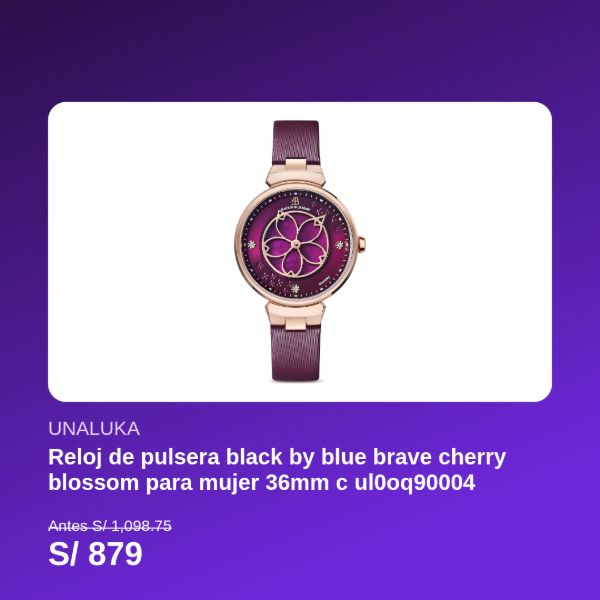 UNALUKA
Reloj de pulsera black by blue brave cherry
blossom para mujer 36mm c ul0oq90004
Antes S/ 1,098.75
S/ 879